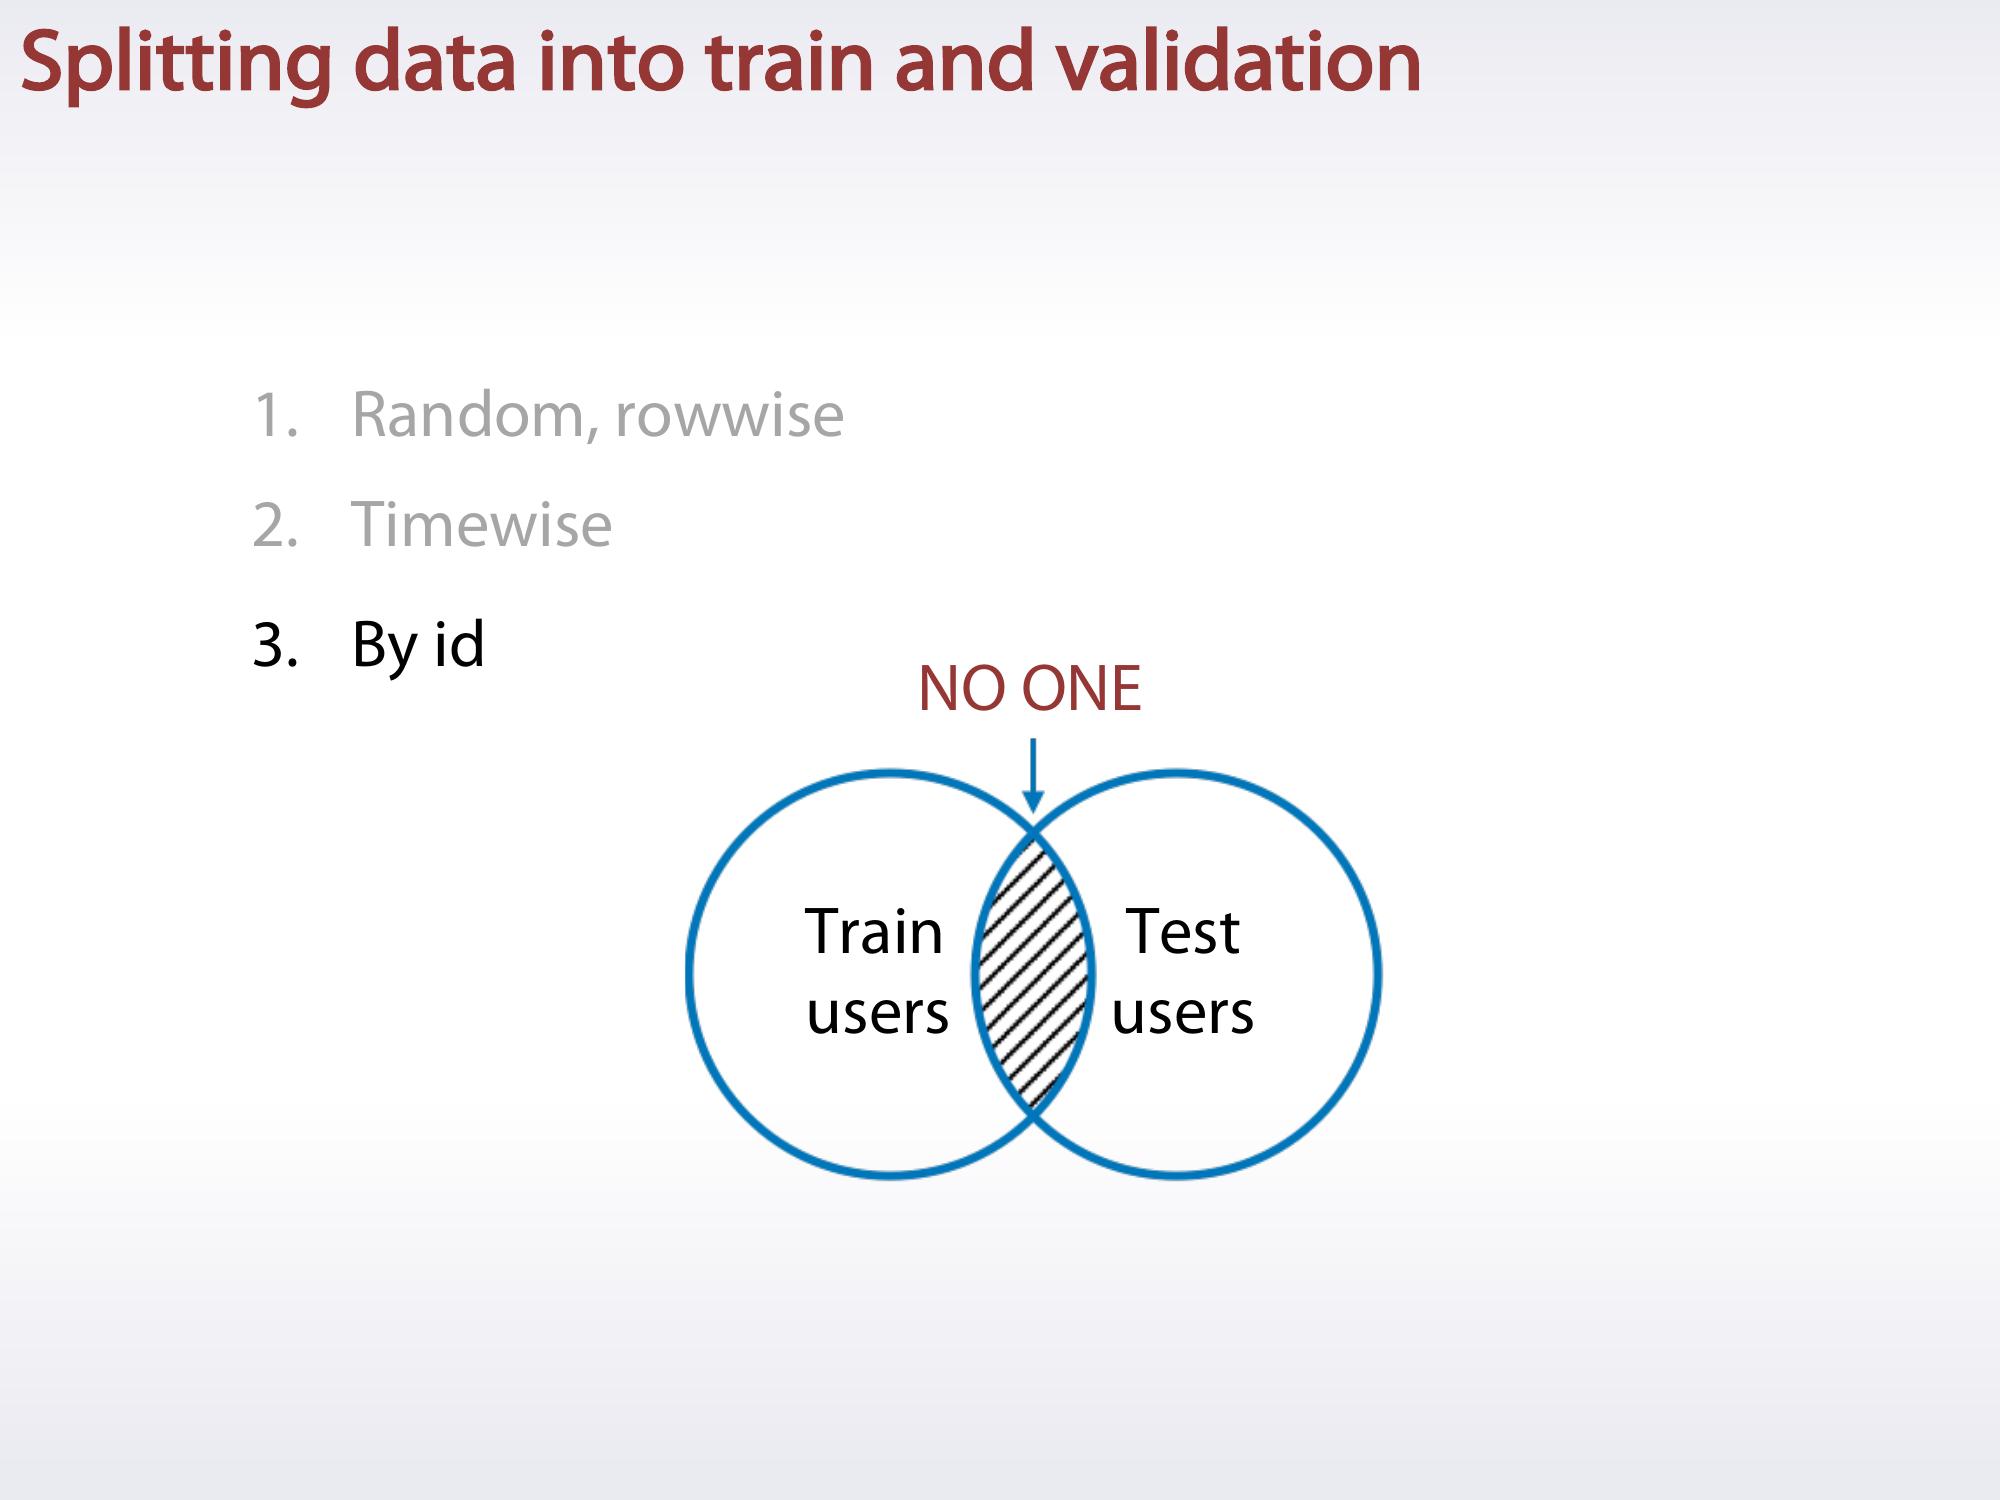 Splitting data into train and validation
1. Random, rowwise
2. Timewise
3. By id
NO ONE
Train
users
Test
users